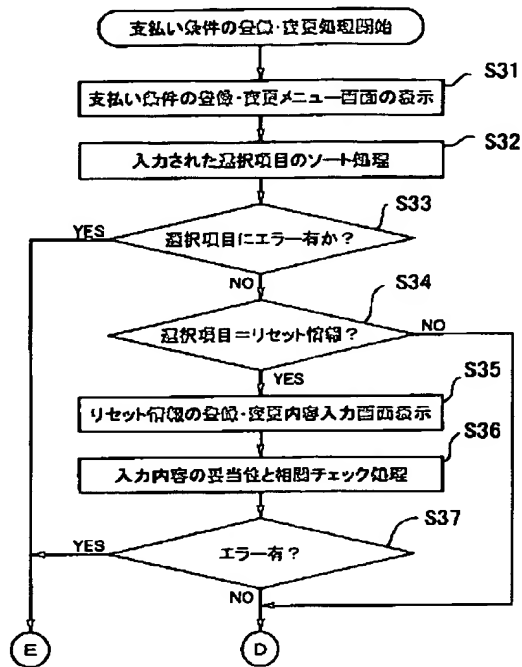 支払い条件の登録・変更処理開始
S31
支払い条件の登録・変更メニュー画面の表示
S32
入力された選択項目のソート処理
S33
YES
選択項目にエラー有か？
NO
S34
選択項目＝リセット情報？
NO
YES
S35
リセット情報の登録・変更内容入力画面表示
S36
入力内容の妥当性と相関チェック処理
S37
YES
エラー有？
NO
E
D